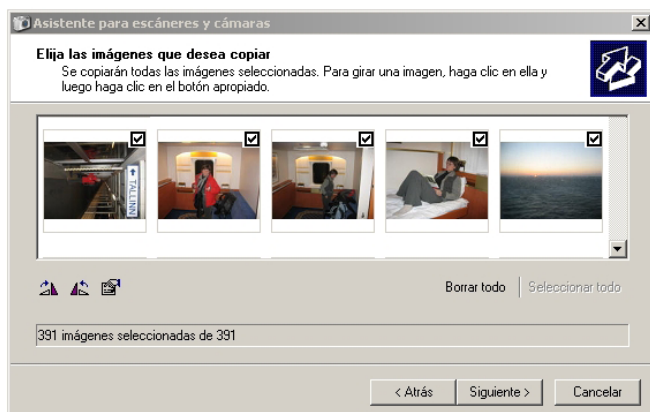 Asistente para escáneres y cámaras
Elija las imágenes que desea copiar
Se copiarán todas las imágenes seleccionadas. Para girar una imagen, haga clic en ella y
luego haga clic en el botón apropiado.
TALLINN
Borrar todo
Seleccionar todo
391 imágenes seleccionadas de 391
< Atrás
Siguiente >
Cancelar